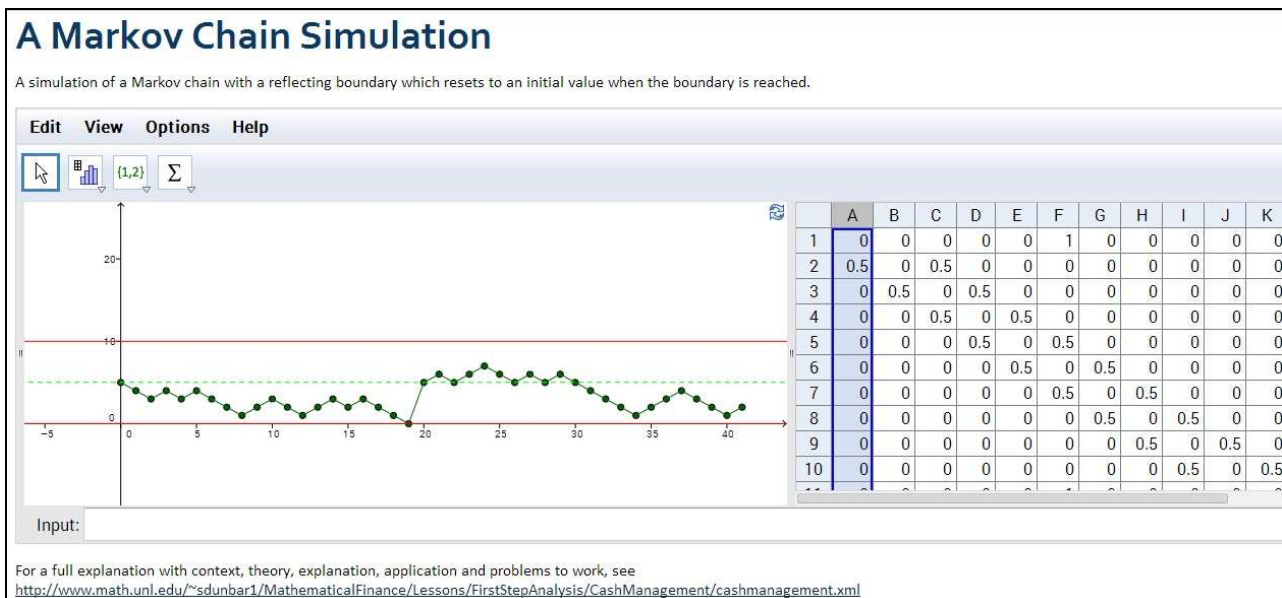 A Markov Chain Simulation
A simulation of a Markov chain with a reflecting boundary which resets to an initial value when the boundary is reached.
Edit View Options Help
{1,2} Σ
20
10
0
-5 0 5 10 15 20 25 30 35 40
A B C D E F G H I J K
1 0 0 0 0 0 1 0 0 0 0 0
2 0.5 0 0.5 0 0 0 0 0 0 0 0
3 0 0.5 0 0.5 0 0 0 0 0 0 0
4 0 0 0.5 0 0.5 0 0 0 0 0 0
5 0 0 0 0.5 0 0.5 0 0 0 0 0
6 0 0 0 0 0.5 0 0.5 0 0 0 0
7 0 0 0 0 0 0.5 0 0.5 0 0 0
8 0 0 0 0 0 0 0.5 0 0.5 0 0
9 0 0 0 0 0 0 0 0.5 0 0.5 0
10 0 0 0 0 0 0 0 0 0.5 0 0.5
Input:
For a full explanation with context, theory, explanation, application and problems to work, see
http://www.math.unl.edu/~sdunbar1/MathematicalFinance/Lessons/FirstStepAnalysis/CashManagement/cashmanagement.xml